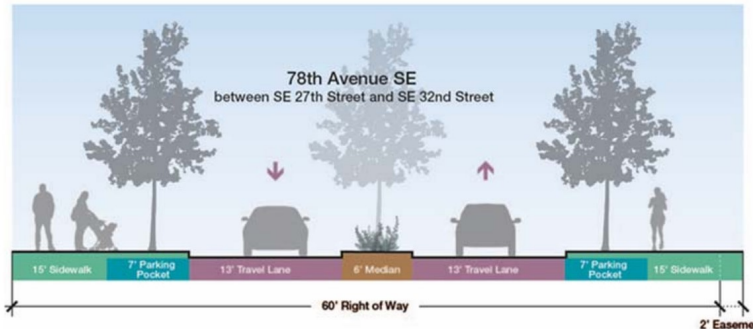 78th Avenue SE
between SE 27th Street and SE 32nd Street
15' Sidewalk
7' Parking
Pocket
13' Travel Lane
6' Median
13' Travel Lane
7' Parking
Pocket
15' Sidewalk
60' Right of Way
2' Easeme